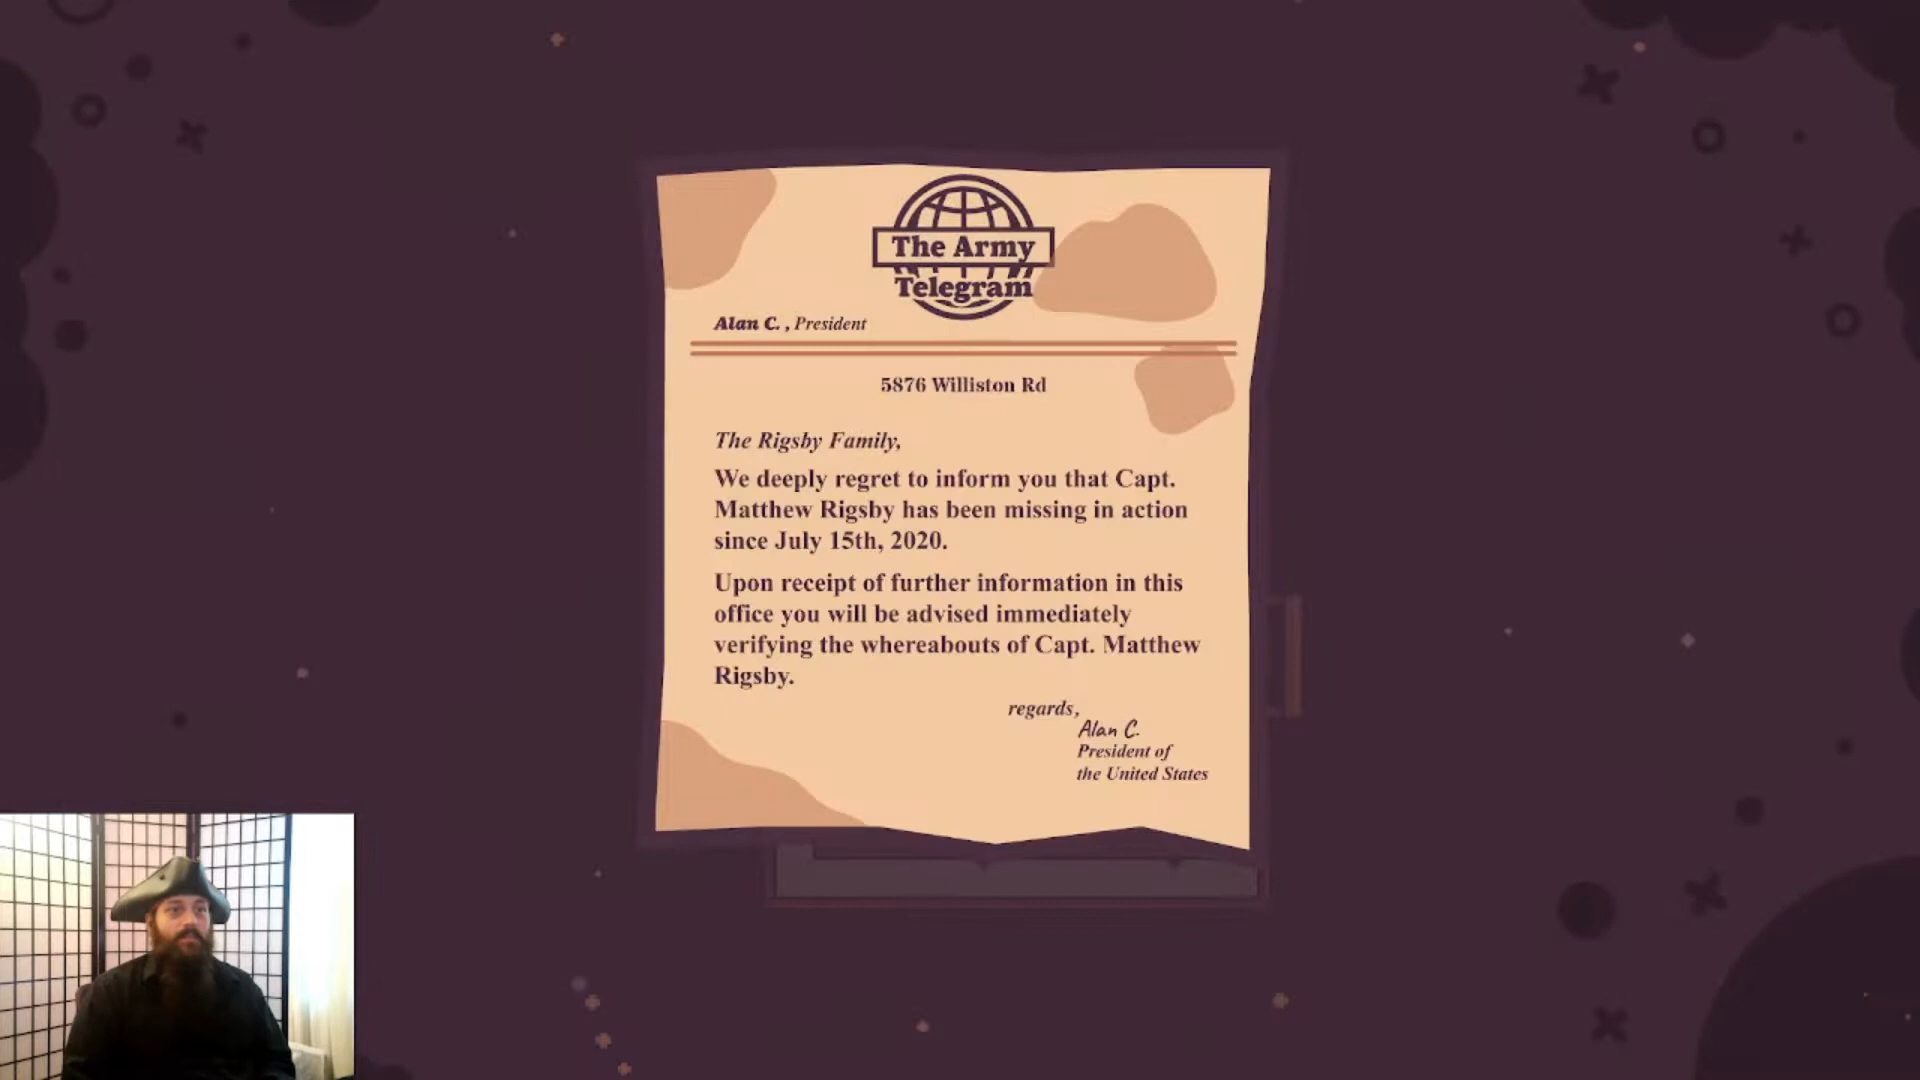 The Army
Telegram
Alan C. , President
5876 Williston Rd
The Rigsby Family,
We deeply regret to inform you that Capt.
Matthew Rigsby has been missing in action
since July 15th, 2020.
Upon receipt of further information in this
office you will be advised immediately
verifying the whereabouts of Capt. Matthew
Rigsby.
regards,
Alan C.
President of
the United States